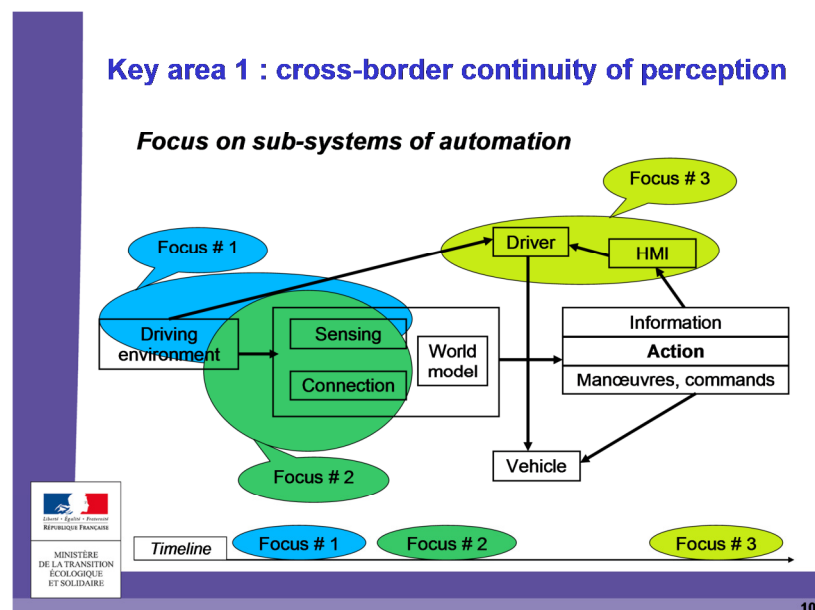 Key area 1 : cross-border continuity of perception
Focus on sub-systems of automation
Focus # 3
Focus # 1
Driver
HMI
Driving
environment
Sensing
Connection
World
model
Information
Action
Manœuvres, commands
Focus # 2
Vehicle
Liberté • Égalité • Fraternité
RÉPUBLIQUE FRANÇAISE
MINISTÈRE
DE LA TRANSITION
ÉCOLOGIQUE
ET SOLIDAIRE
Timeline
Focus # 1
Focus # 2
Focus # 3
10